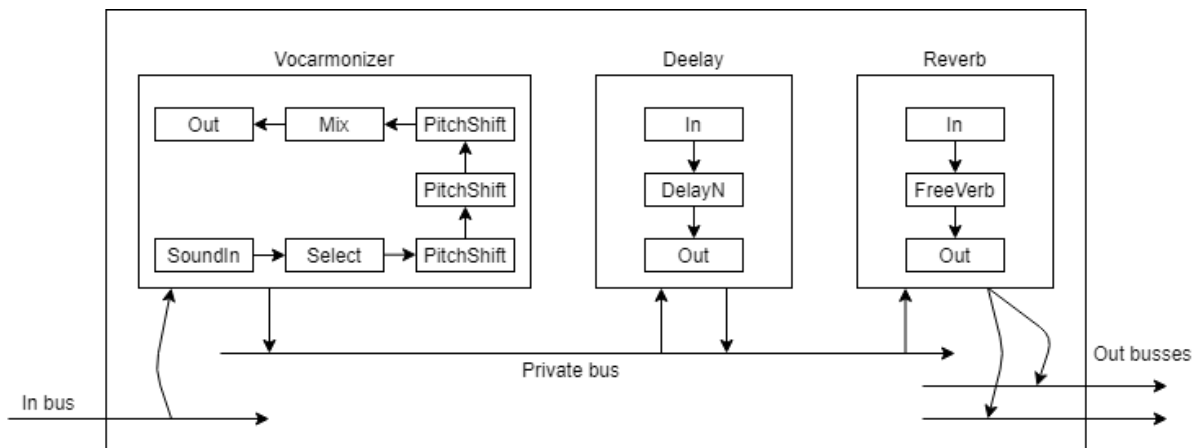 Vocarmonizer
Deelay
Reverb
Out
Mix
PitchShift
In
In
PitchShift
DelayN
FreeVerb
SoundIn
Select
PitchShift
Out
Out
Private bus
Out busses
In bus